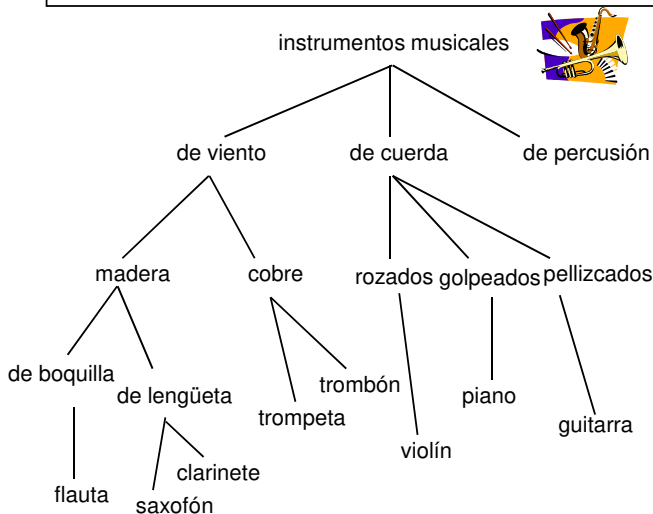 instrumentos musicales
de viento
de cuerda
de percusión
madera
cobre
rozados
golpeados
pellizcados
de boquilla
de lengüeta
trompeta
trombón
violín
piano
guitarra
flauta
saxofón
clarinete